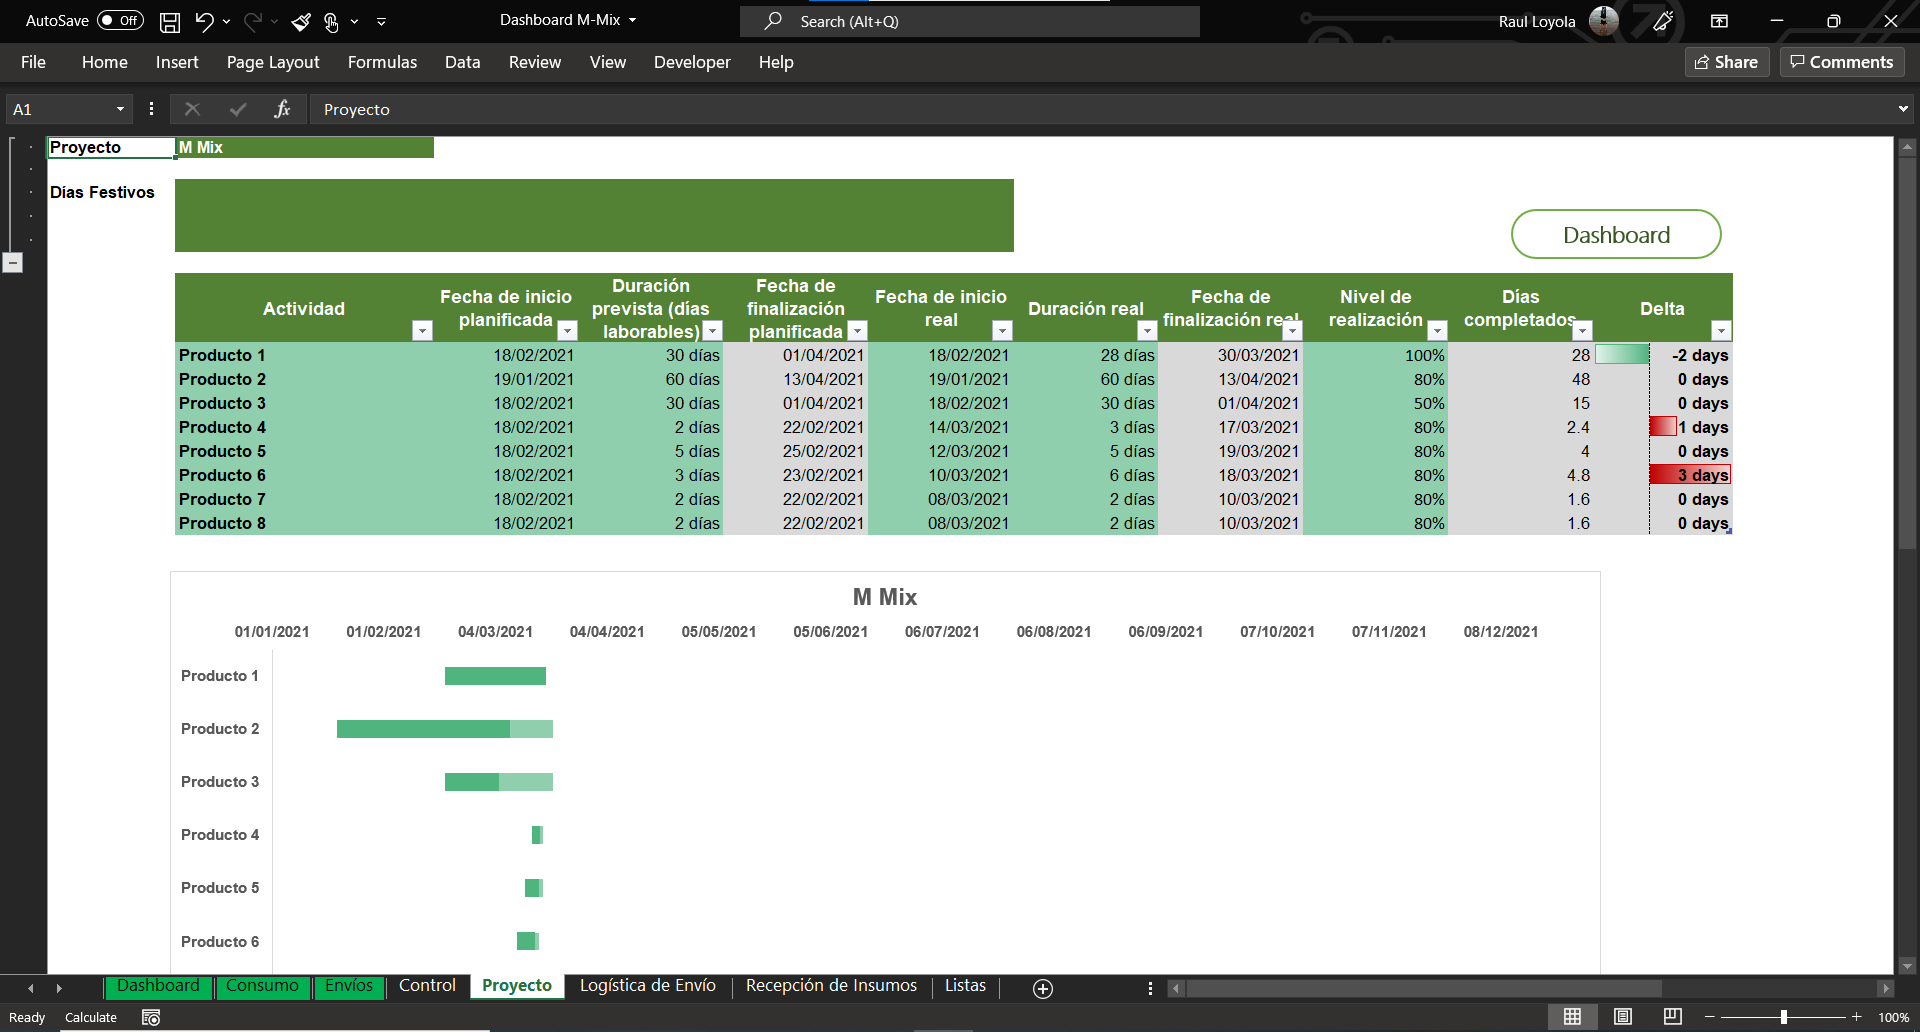 AutoSave Off Dashboard M-Mix Search (Alt+Q) Raul Loyola
File Home Insert Page Layout Formulas Data Review View Developer Help Share Comments
A1 fx Proyecto
Proyecto M Mix
Días Festivos
Dashboard
Actividad Fecha de inicio planificada Duración prevista (días laborables) Fecha de finalización planificada Fecha de inicio real Duración real Fecha de finalización real Nivel de realización Días completados Delta
Producto 1 18/02/2021 30 días 01/04/2021 18/02/2021 28 días 30/03/2021 100% 28 -2 days
Producto 2 19/01/2021 60 días 13/04/2021 19/01/2021 60 días 13/04/2021 80% 48 0 days
Producto 3 18/02/2021 30 días 01/04/2021 18/02/2021 30 días 01/04/2021 50% 15 0 days
Producto 4 18/02/2021 2 días 22/02/2021 14/03/2021 3 días 17/03/2021 80% 2.4 1 days
Producto 5 18/02/2021 5 días 25/02/2021 12/03/2021 5 días 19/03/2021 80% 4 0 days
Producto 6 18/02/2021 3 días 23/02/2021 10/03/2021 6 días 18/03/2021 80% 4.8 3 days
Producto 7 18/02/2021 2 días 22/02/2021 08/03/2021 2 días 10/03/2021 80% 1.6 0 days
Producto 8 18/02/2021 2 días 22/02/2021 08/03/2021 2 días 10/03/2021 80% 1.6 0 days
M Mix
01/01/2021 01/02/2021 04/03/2021 04/04/2021 05/05/2021 05/06/2021 06/07/2021 06/08/2021 06/09/2021 07/10/2021 07/11/2021 08/12/2021
Producto 1
Producto 2
Producto 3
Producto 4
Producto 5
Producto 6
Dashboard Consumo Envíos Control Proyecto Logística de Envío Recepción de Insumos Listas
Ready Calculate 100%